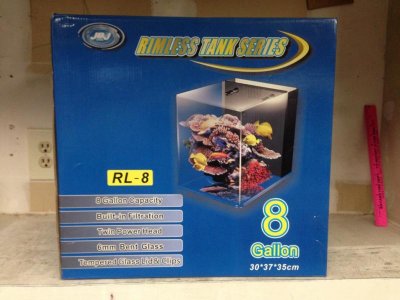 JBJ
RIMLESS TANK SERIES
RL-8
8 Gallon Capacity
Built-in Filtration
Twin Power Head
6mm Bent Glass
Tempered Glass Lid & Clips
8
Gallon
30*37*35cm